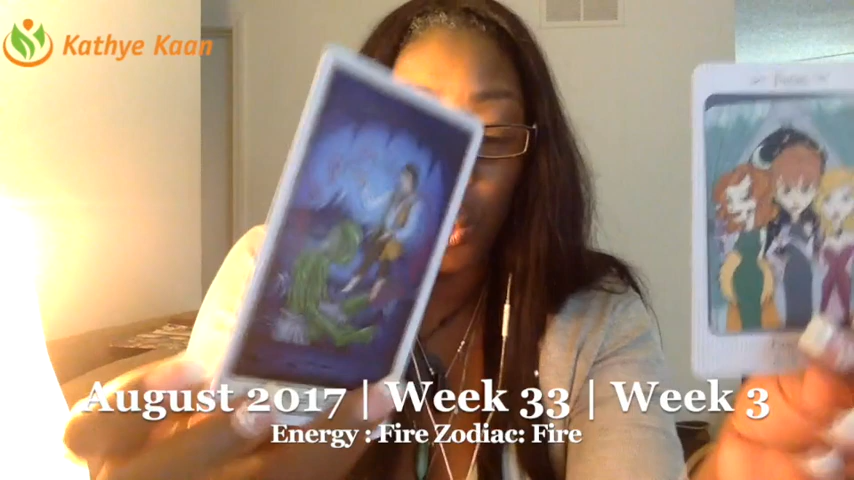 Kathye Kaan
August 2017 | Week 33 | Week 3
Energy : Fire Zodiac: Fire